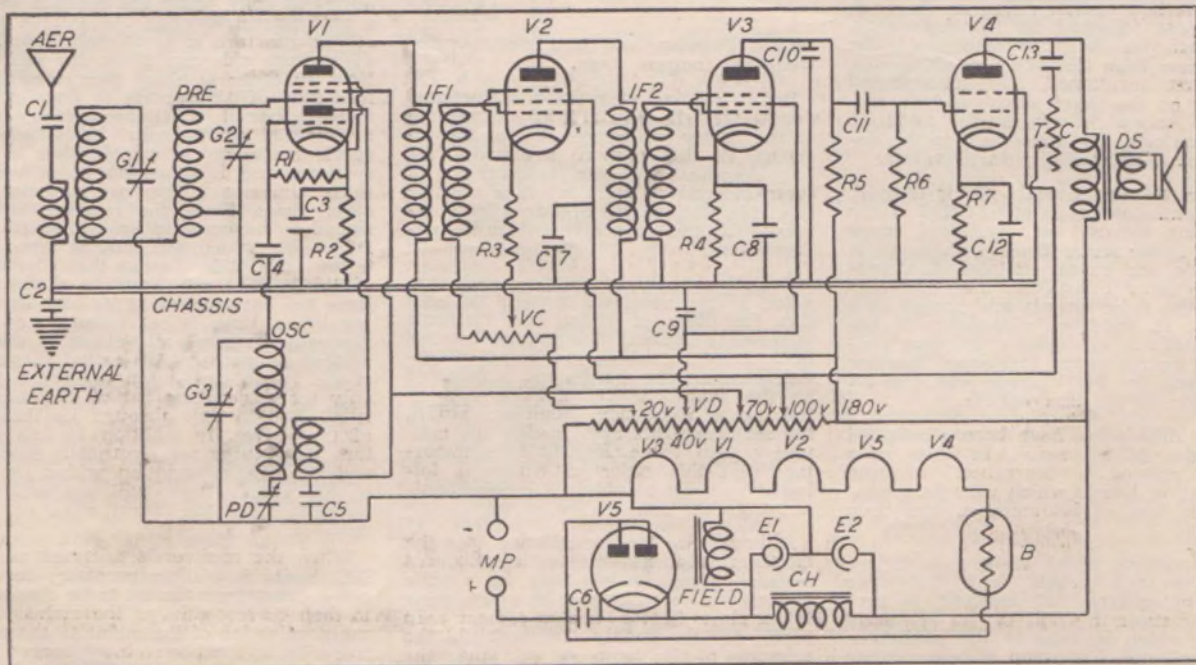 AER
V1
V2
V3
V4
C10
C13
C1
PRE
IF1
IF2
G1
G2
C11
T C
DS
R1
R5
R6
C3
R2
R3
C7
R4
C8
R7
C12
C4
C2
CHASSIS
VC
C9
OSC
EXTERNAL
EARTH
G3
20v
VD
70v
100v
180v
40v
V3
V1
V2
V5
V4
PD
C5
V5
E1
E2
B
MP
CH
C6
FIELD